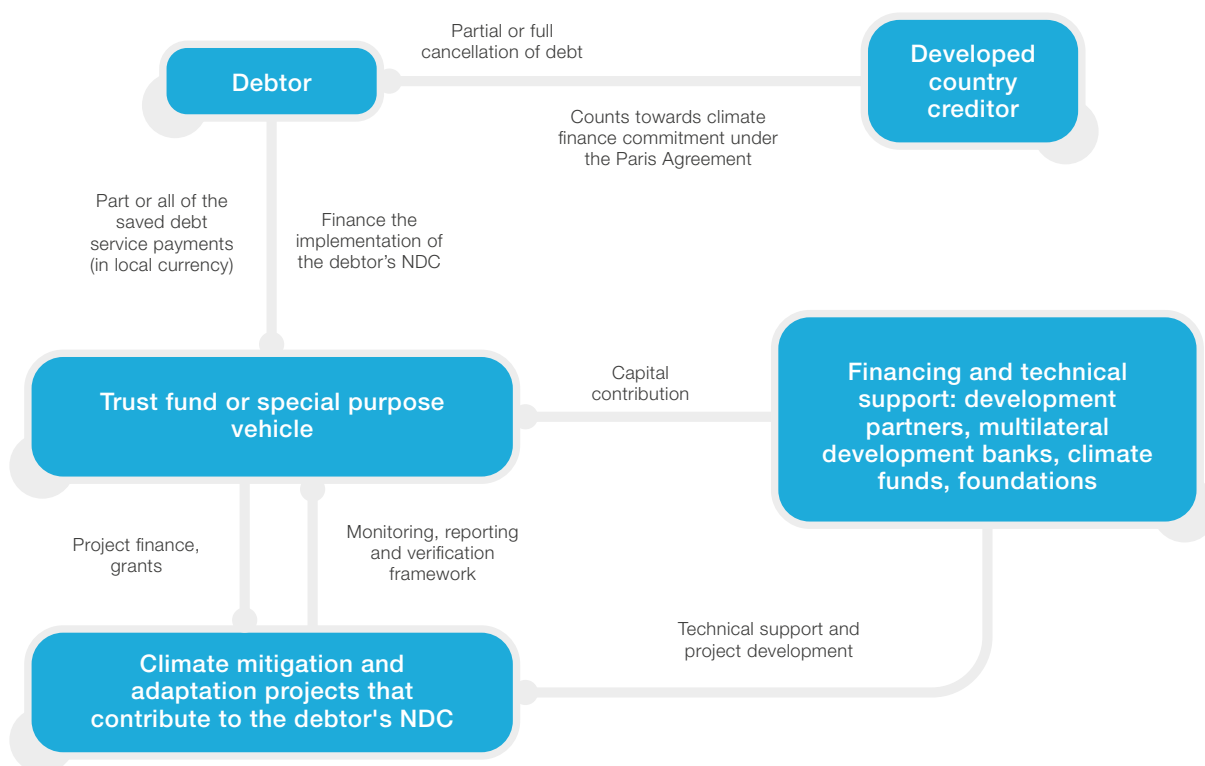 Partial or full
cancellation of debt
Debtor
Developed
country
creditor
Counts towards climate
finance commitment under
the Paris Agreement
Part or all of the
saved debt
service payments
(in local currency)
Finance the
implementation of
the debtor’s NDC
Trust fund or special purpose
vehicle
Capital
contribution
Financing and technical
support: development
partners, multilateral
development banks, climate
funds, foundations
Project finance,
grants
Monitoring, reporting
and verification
framework
Technical support and
project development
Climate mitigation and
adaptation projects that
contribute to the debtor's NDC